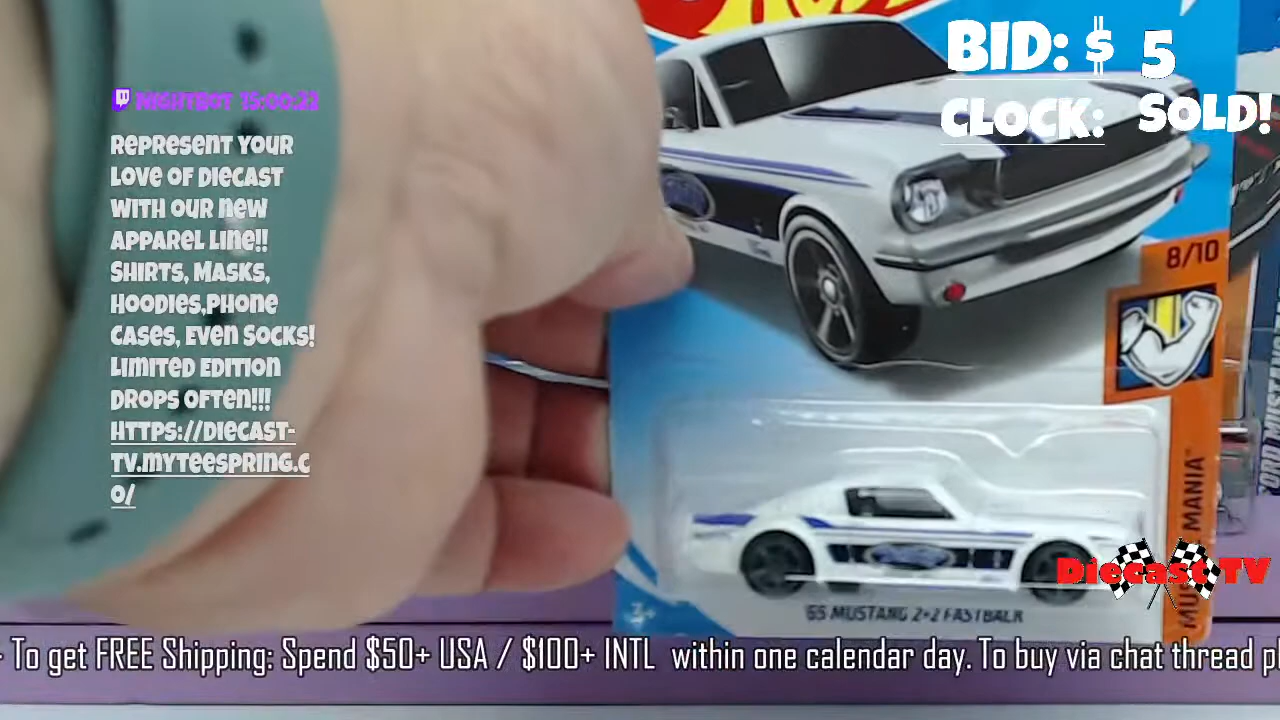 BID: $ 5
CLOCK: SOLD!
NIGHTBOT 15:00:22
REPRESENT YOUR
LOVE OF DIECAST
WITH OUR NEW
APPAREL LINE!!
SHIRTS, MASKS,
HOODIES,PHONE
CASES, EVEN SOCKS!
LIMITED EDITION
DROPS OFTEN!!!
HTTPS://DIECAST-
TV.MYTEESPRING.C
O/
8/10
MANIA
Diecast TV
3+
'65 MUSTANG 2+2 FASTBACK
To get FREE Shipping: Spend $50+ USA / $100+ INTL within one calendar day. To buy via chat thread pl